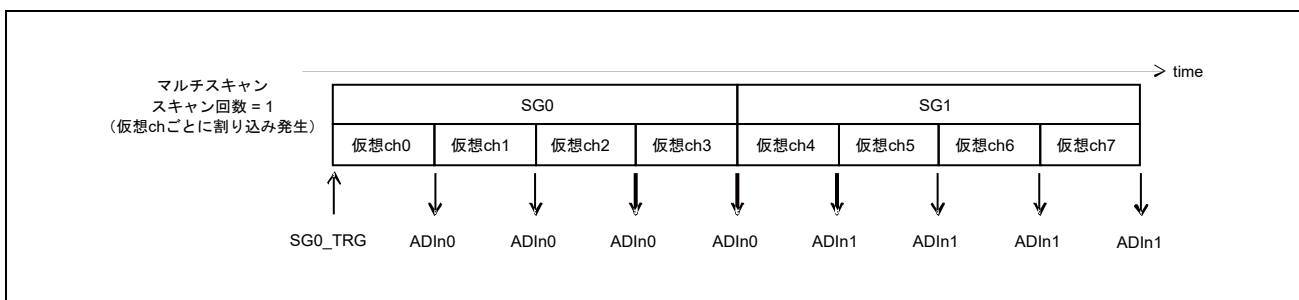 time
マルチスキャン
スキャン回数 = 1
（仮想chごとに割り込み発生）
SG0 SG1
仮想ch0 仮想ch1 仮想ch2 仮想ch3 仮想ch4 仮想ch5 仮想ch6 仮想ch7
SG0_TRG ADIn0 ADIn0 ADIn0 ADIn0 ADIn1 ADIn1 ADIn1 ADIn1